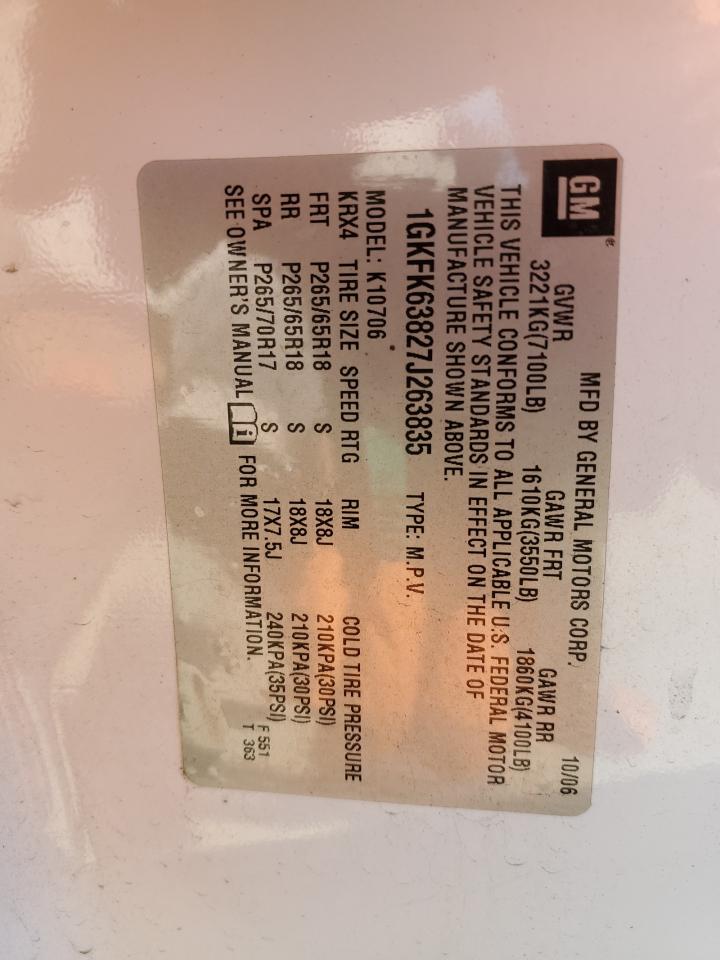 GM®
MFD BY GENERAL MOTORS CORP. 10/06
GVWR GAWR FRT GAWR RR
3221KG(7100LB) 1610KG(3550LB) 1860KG(4100LB)
THIS VEHICLE CONFORMS TO ALL APPLICABLE U.S. FEDERAL MOTOR
VEHICLE SAFETY STANDARDS IN EFFECT ON THE DATE OF
MANUFACTURE SHOWN ABOVE.
1GKFK63827J263835 TYPE: M.P.V.
MODEL: K10706
KRX4 TIRE SIZE SPEED RTG RIM COLD TIRE PRESSURE
FRT P265/65R18 S 18X8J 210KPA(30PSI)
RR P265/65R18 S 18X8J 210KPA(30PSI)
SPA P265/70R17 S 17X7.5J 240KPA(35PSI)
SEE OWNER'S MANUAL i FOR MORE INFORMATION.
F 551
T 363